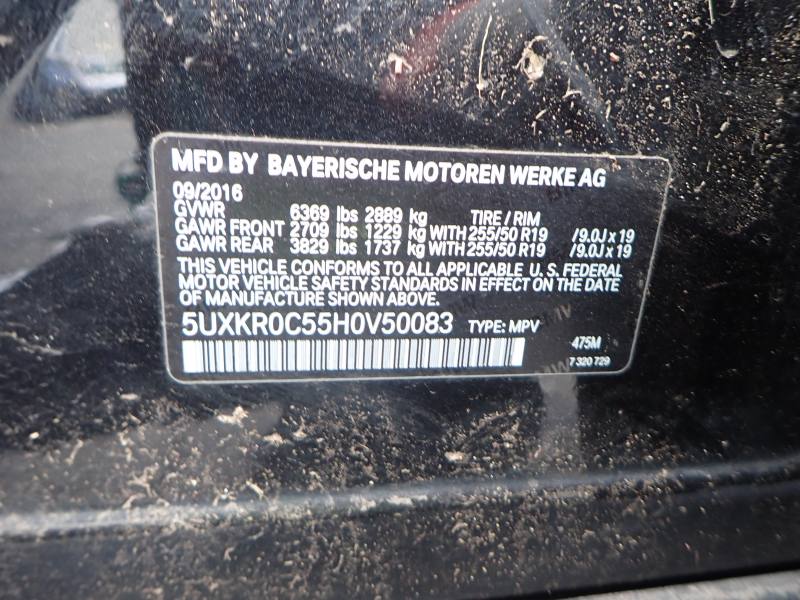 MFD BY BAYERISCHE MOTOREN WERKE AG
09/2016
GVWR 6369 lbs 2889 kg TIRE / RIM
GAWR FRONT 2709 lbs 1229 kg WITH 255/50 R19 /9.0J x 19
GAWR REAR 3829 lbs 1737 kg WITH 255/50 R19 /9.0J x 19
THIS VEHICLE CONFORMS TO ALL APPLICABLE U. S. FEDERAL
MOTOR VEHICLE SAFETY STANDARDS IN EFFECT ON THE
DATE OF MANUFACTURE SHOWN ABOVE.
5UXKR0C55H0V50083 TYPE: MPV
475M
7 320 729